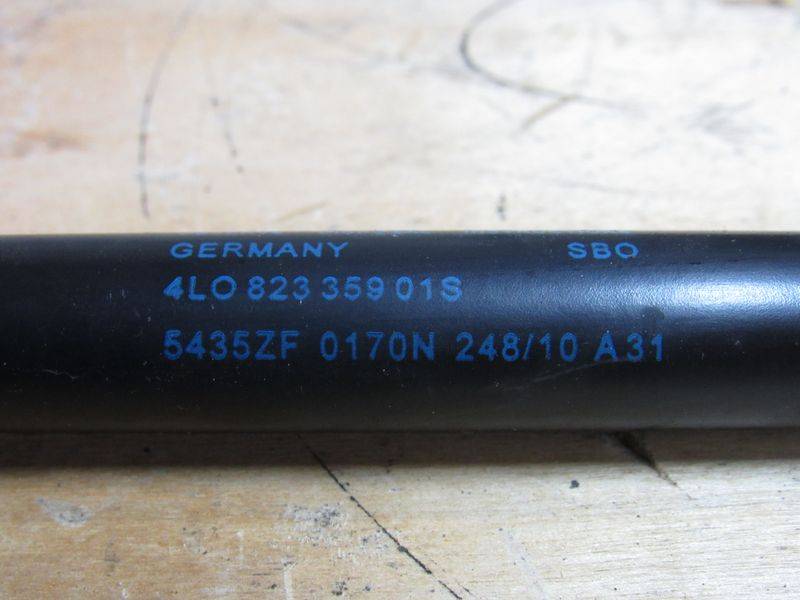 GERMANY SBO
4L0 823 359 01S
5435ZF 0170N 248/10 A31